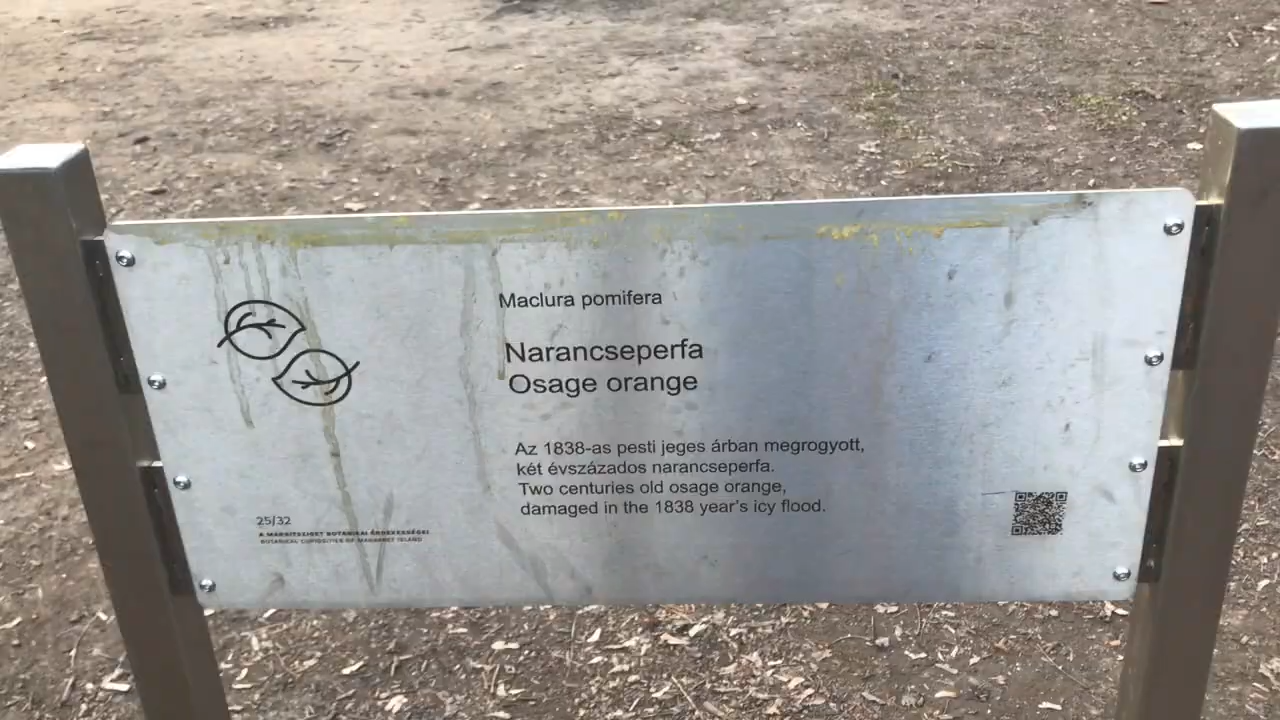 Maclura pomifera
Narancseperfa
Osage orange
Az 1838-as pesti jeges árban megrogyott,
két évszázados narancseperfa.
Two centuries old osage orange,
damaged in the 1838 year's icy flood.
25/32
A MARGITSZIGET BOTANIKAI ÉRDEKESSÉGEI
BOTANICAL CURIOSITIES OF MARGARET ISLAND